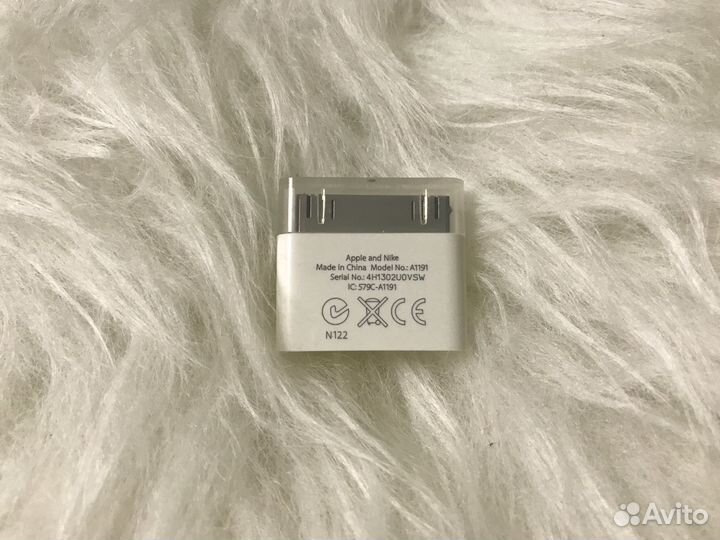 Apple and Nike
Made in China Model No.: A1191
Serial No.: 4H1302U0VSW
IC: 579C-A1191
CE
N122
Avito